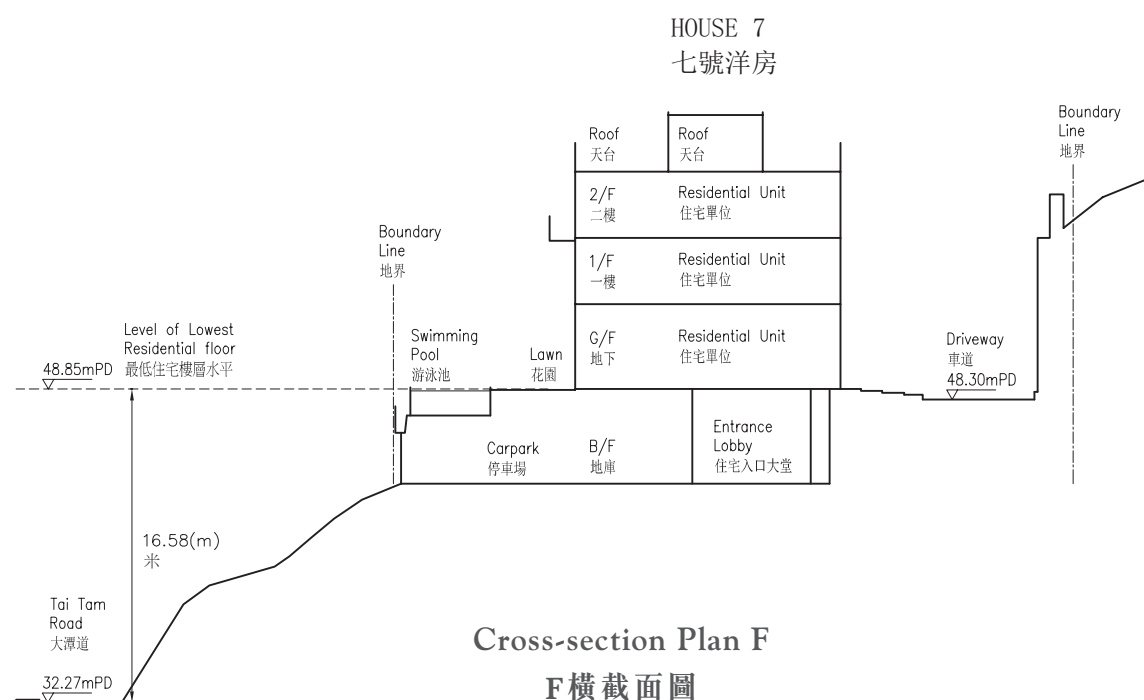 HOUSE 7
七號洋房
Boundary
Line
地界
Roof
天台
Roof
天台
2/F
二樓
Residential Unit
住宅單位
Boundary
Line
地界
1/F
一樓
Residential Unit
住宅單位
Level of Lowest
Residential floor
最低住宅樓層水平
48.85mPD
Swimming
Pool
游泳池
Lawn
花園
G/F
地下
Residential Unit
住宅單位
Driveway
車道
48.30mPD
Carpark
停車場
B/F
地庫
Entrance
Lobby
住宅入口大堂
16.58(m)
米
Tai Tam
Road
大潭道
32.27mPD
Cross-section Plan F
F橫截面圖